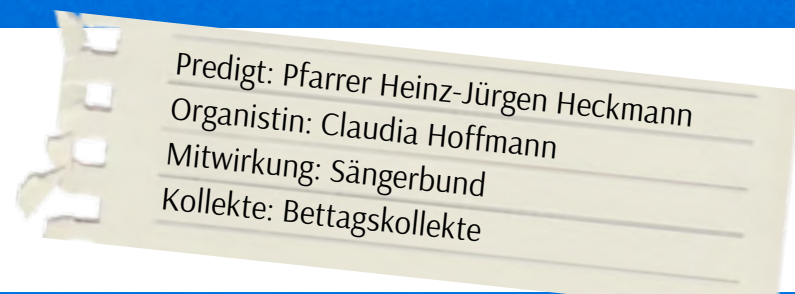 Predigt: Pfarrer Heinz-Jürgen Heckmann
Organistin: Claudia Hoffmann
Mitwirkung: Sängerbund
Kollekte: Bettagskollekte